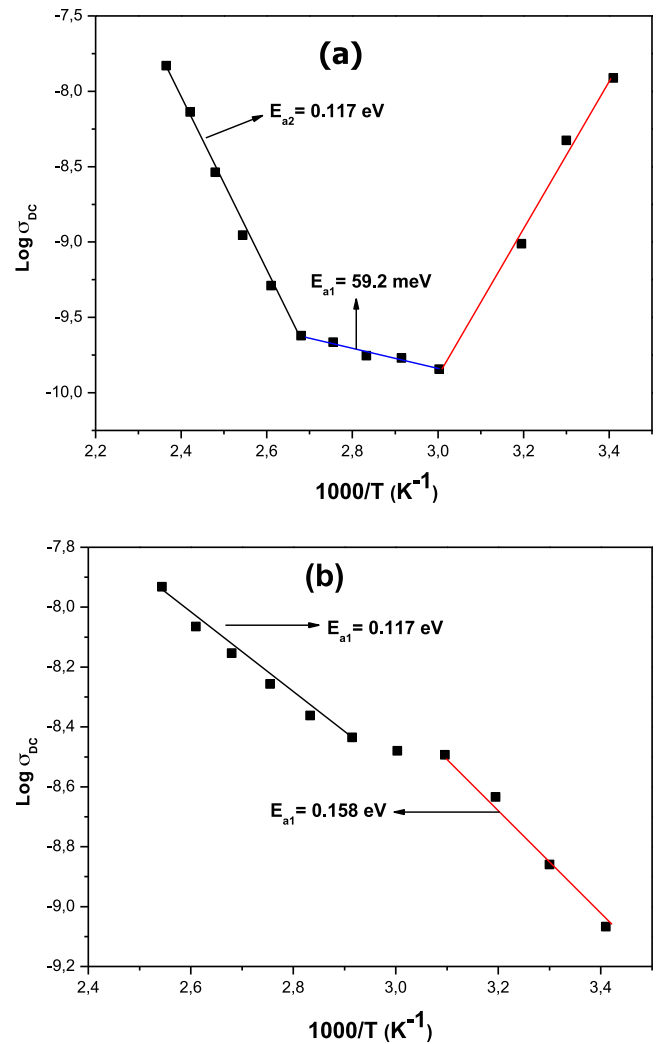 (a)
-7,5
-8,0
-8,5
-9,0
-9,5
-10,0
Log σDC
Ea2= 0.117 eV
Ea1= 59.2 meV
2,2 2,4 2,6 2,8 3,0 3,2 3,4
1000/T (K-1)
(b)
-7,8
-8,0
-8,2
-8,4
-8,6
-8,8
-9,0
-9,2
Log σDC
Ea1= 0.117 eV
Ea1= 0.158 eV
2,4 2,6 2,8 3,0 3,2 3,4
1000/T (K-1)